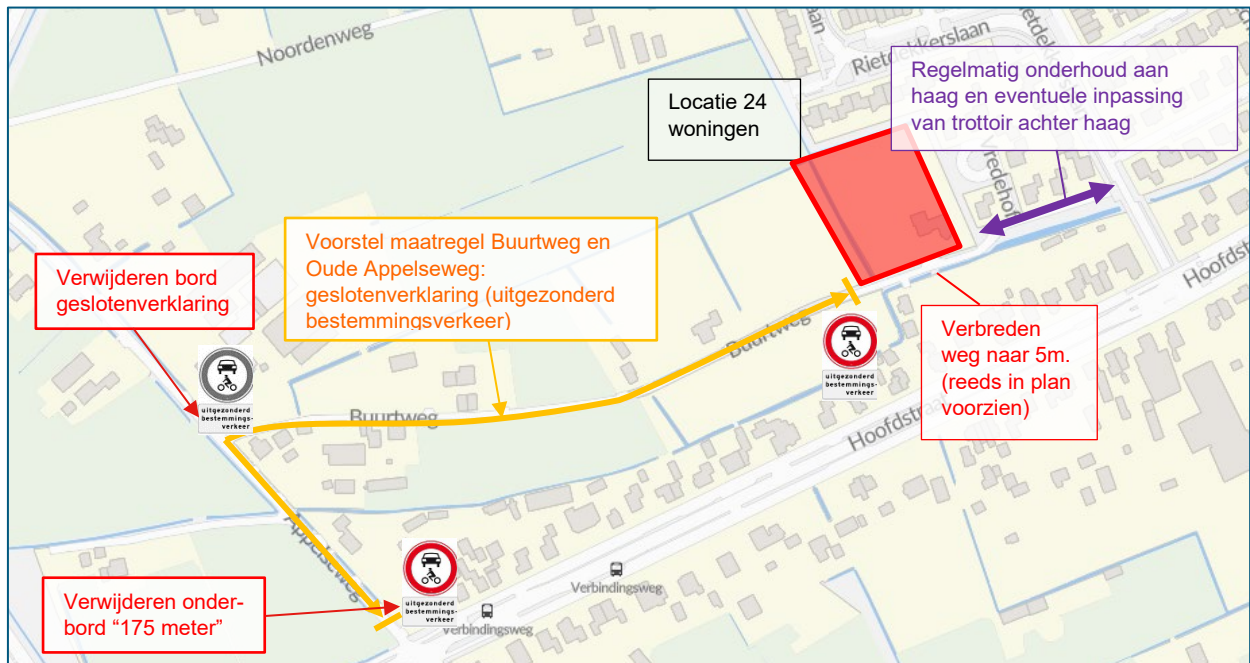 Noordenweg
Rietdekkerslaan
Locatie 24
woningen
Regelmatig onderhoud aan
haag en eventuele inpassing
van trottoir achter haag
Vredehof
Voorstel maatregel Buurtweg en
Oude Appelseweg:
geslotenverklaring (uitgezonderd
bestemmingsverkeer)
Verwijderen bord
geslotenverklaring
uitgezonderd
bestemmings-
verkeer
Buurtweg
Buurtweg
uitgezonderd
bestemmings-
verkeer
Verbreden
weg naar 5m.
(reeds in plan
voorzien)
Hoofdstraat
Hoofdstr
Appelseweg
uitgezonderd
bestemmings-
verkeer
Verwijderen onder-
bord “175 meter”
Verbindingsweg
Verbindingsweg